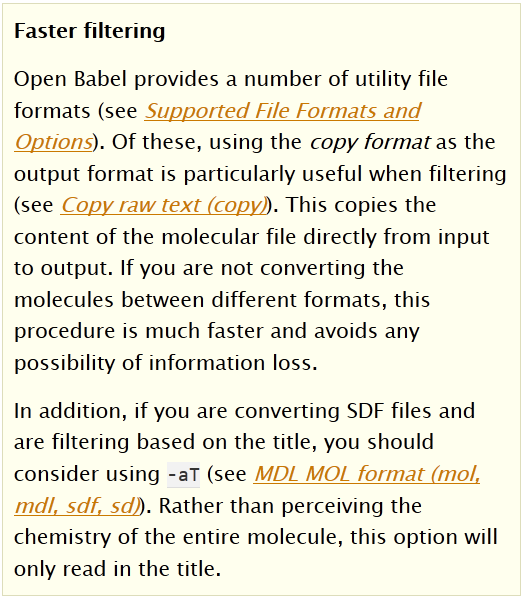 Faster filtering
Open Babel provides a number of utility file
formats (see Supported File Formats and
Options). Of these, using the copy format as the
output format is particularly useful when filtering
(see Copy raw text (copy)). This copies the
content of the molecular file directly from input
to output. If you are not converting the
molecules between different formats, this
procedure is much faster and avoids any
possibility of information loss.
In addition, if you are converting SDF files and
are filtering based on the title, you should
consider using -aT (see MDL MOL format (mol,
mdl, sdf, sd)). Rather than perceiving the
chemistry of the entire molecule, this option will
only read in the title.